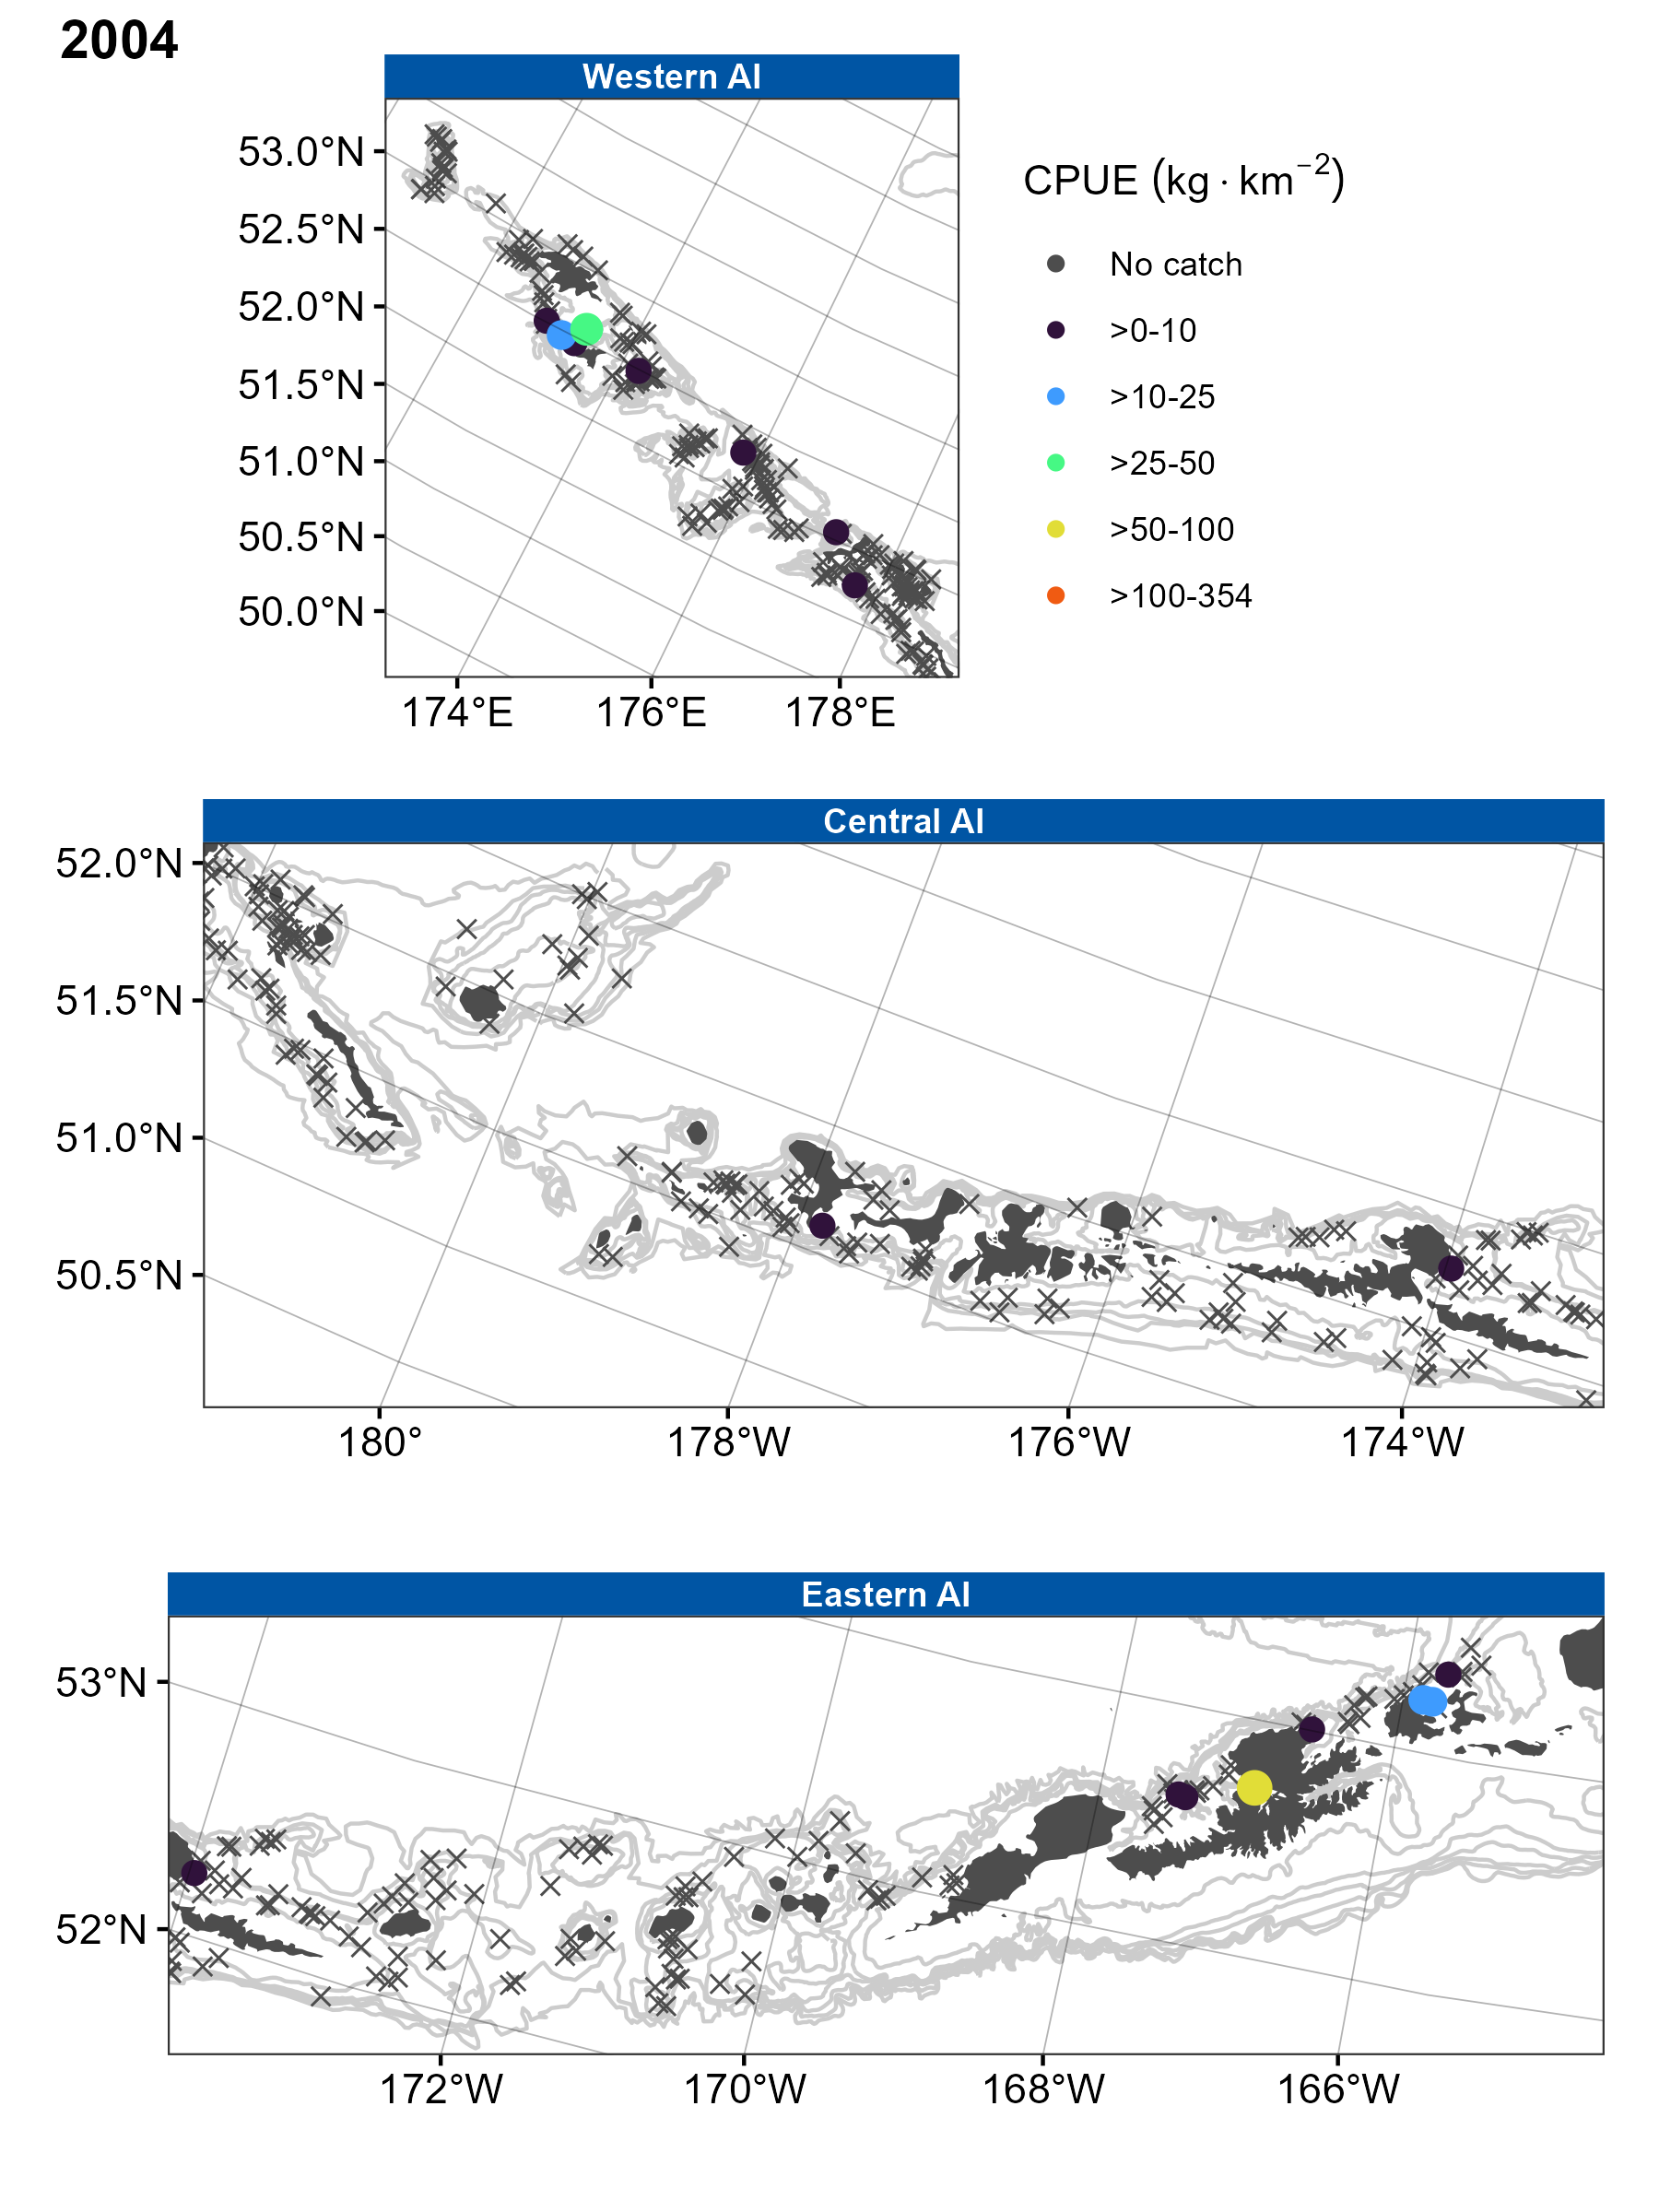 2004
Western AI
53.0°N
52.5°N
52.0°N
51.5°N
51.0°N
50.5°N
50.0°N
174°E 176°E 178°E
CPUE (kg · km⁻²)
No catch
>0-10
>10-25
>25-50
>50-100
>100-354
Central AI
52.0°N
51.5°N
51.0°N
50.5°N
180° 178°W 176°W 174°W
Eastern AI
53°N
52°N
172°W 170°W 168°W 166°W